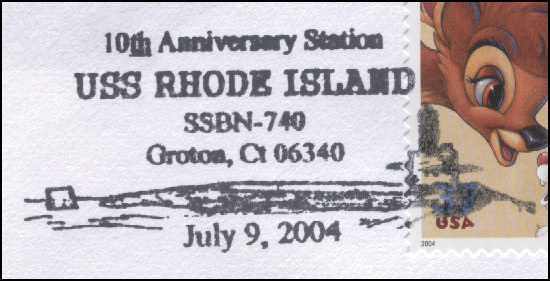 10th Anniversary Station
USS RHODE ISLAND
SSBN-740
Groton, Ct 06340
July 9, 2004
USA
2004